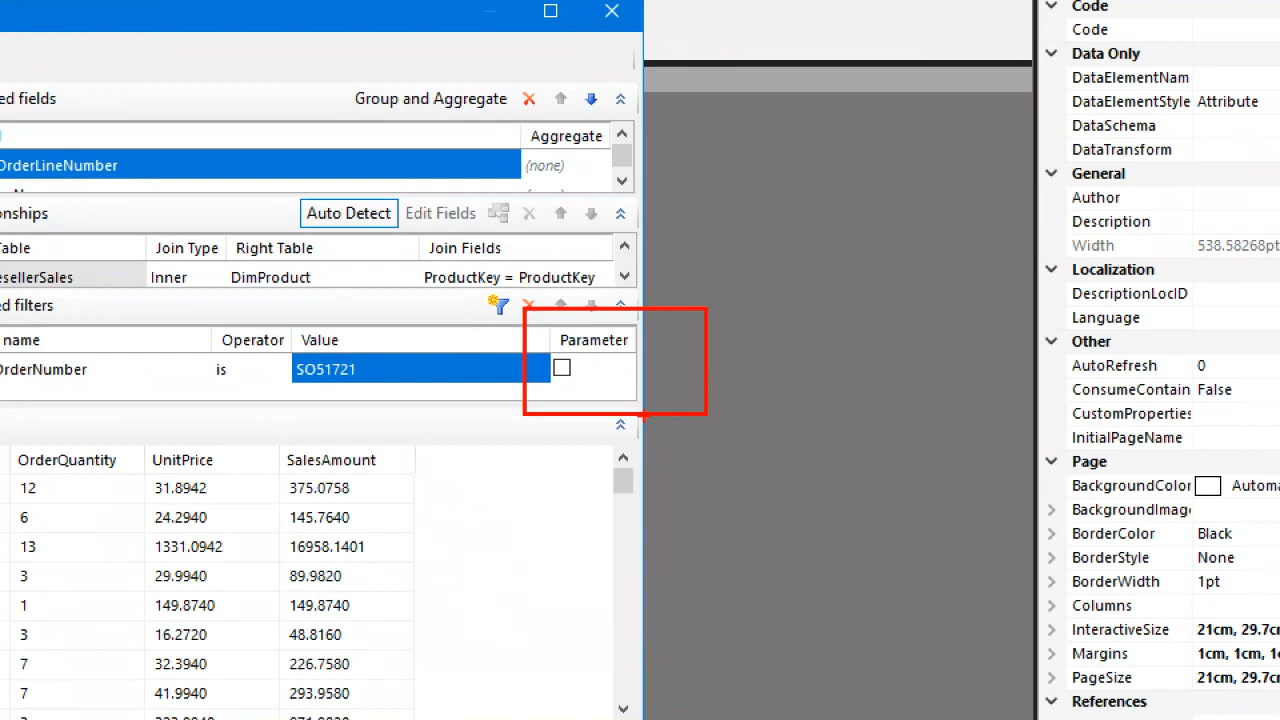 ed fields Group and Aggregate
Aggregate
OrderLineNumber (none)
onships Auto Detect Edit Fields
Table Join Type Right Table Join Fields
esellerSales Inner DimProduct ProductKey = ProductKey
ed filters
name Operator Value Parameter
OrderNumber is SO51721
OrderQuantity UnitPrice SalesAmount
12 31.8942 375.0758
6 24.2940 145.7640
13 1331.0942 16958.1401
3 29.9940 89.9820
1 149.8740 149.8740
3 16.2720 48.8160
7 32.3940 226.7580
7 41.9940 293.9580
Code
Code
Data Only
DataElementNam
DataElementStyle Attribute
DataSchema
DataTransform
General
Author
Description
Width 538.58268pt
Localization
DescriptionLocID
Language
Other
AutoRefresh 0
ConsumeContain False
CustomProperties
InitialPageName
Page
BackgroundColor Automa
BackgroundImage
BorderColor Black
BorderStyle None
BorderWidth 1pt
Columns
InteractiveSize 21cm, 29.7cm
Margins 1cm, 1cm, 1c
PageSize 21cm, 29.7cm
References